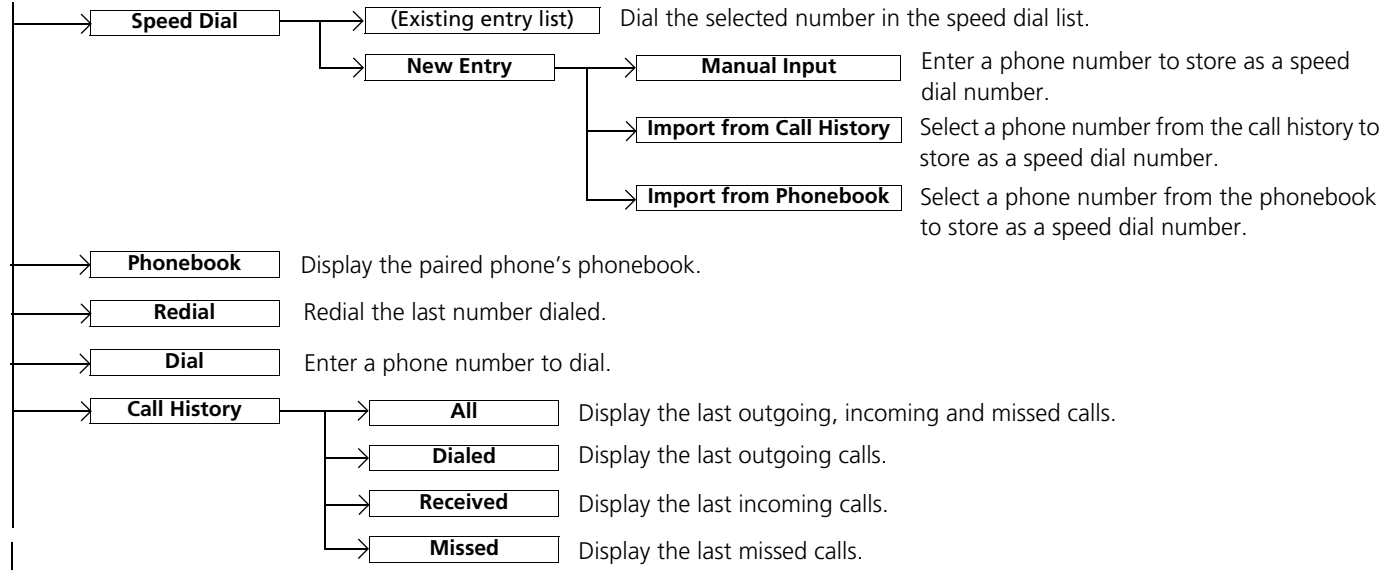 Speed Dial
(Existing entry list)
Dial the selected number in the speed dial list.
New Entry
Manual Input
Enter a phone number to store as a speed
dial number.
Import from Call History
Select a phone number from the call history to
store as a speed dial number.
Import from Phonebook
Select a phone number from the phonebook
to store as a speed dial number.
Phonebook
Display the paired phone’s phonebook.
Redial
Redial the last number dialed.
Dial
Enter a phone number to dial.
Call History
All
Display the last outgoing, incoming and missed calls.
Dialed
Display the last outgoing calls.
Received
Display the last incoming calls.
Missed
Display the last missed calls.